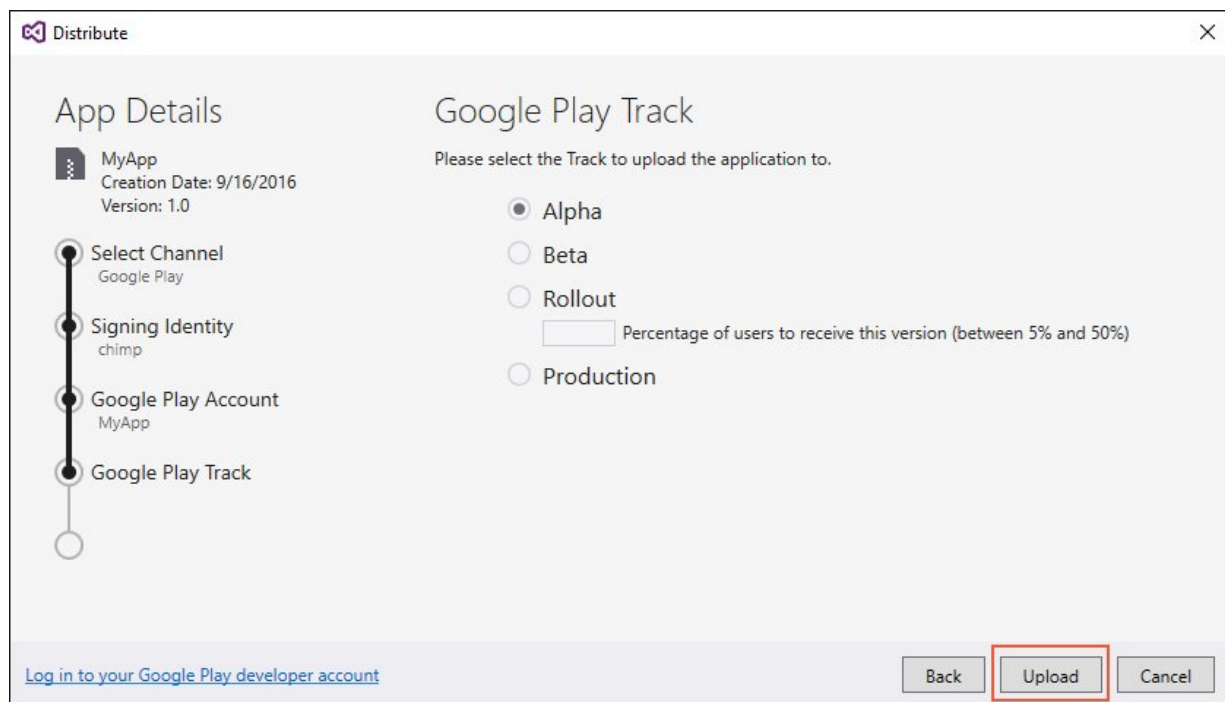 Distribute
App Details
MyApp
Creation Date: 9/16/2016
Version: 1.0
Select Channel
Google Play
Signing Identity
chimp
Google Play Account
MyApp
Google Play Track
Google Play Track
Please select the Track to upload the application to.
Alpha
Beta
Rollout
Percentage of users to receive this version (between 5% and 50%)
Production
Log in to your Google Play developer account
Back
Upload
Cancel